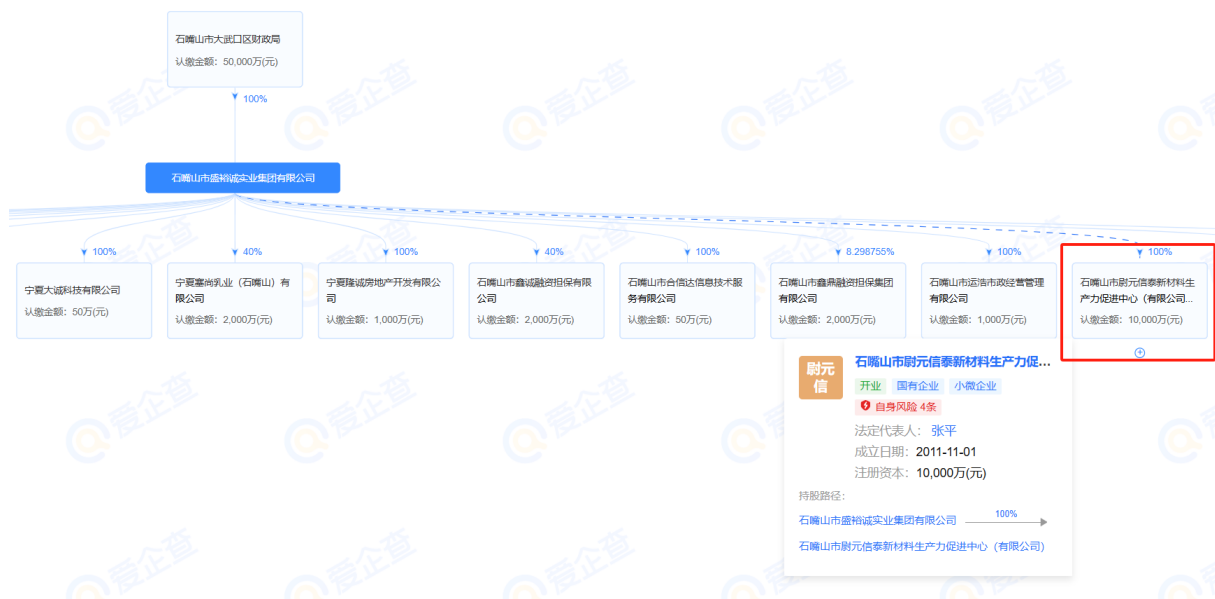 石嘴山市大武口区财政局
认缴金额：50,000万(元)
100%
石嘴山市盛裕诚实业集团有限公司
100%
40%
100%
40%
100%
8.298755%
100%
100%
宁夏大诚科技有限公司
认缴金额：50万(元)
宁夏塞尚乳业（石嘴山）有
限公司
认缴金额：2,000万(元)
宁夏隆诚房地产开发有限公
司
认缴金额：1,000万(元)
石嘴山市鑫诚融资担保有限
公司
认缴金额：2,000万(元)
石嘴山市合信达信息技术服
务有限公司
认缴金额：50万(元)
石嘴山市鑫鼎融资担保集团
有限公司
认缴金额：2,000万(元)
石嘴山市运浩市政经营管理
有限公司
认缴金额：1,000万(元)
石嘴山市尉元信泰新材料生
产力促进中心（有限公司...
认缴金额：10,000万(元)
尉元
信
石嘴山市尉元信泰新材料生产力促...
开业 国有企业 小微企业
自身风险 4条
法定代表人： 张平
成立日期：2011-11-01
注册资本：10,000万(元)
持股路径：
石嘴山市盛裕诚实业集团有限公司 100%
石嘴山市尉元信泰新材料生产力促进中心（有限公司）
爱企查